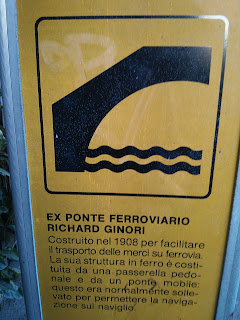 EX PONTE FERROVIARIO
RICHARD GINORI
Costruito nel 1908 per facilitare
il trasporto delle merci su ferrovia.
La sua struttura in ferro è costi-
tuita da una passerella pedo-
nale e da un ponte mobile:
questo era normalmente solle-
vato per permettere la naviga-
zione sul naviglio.